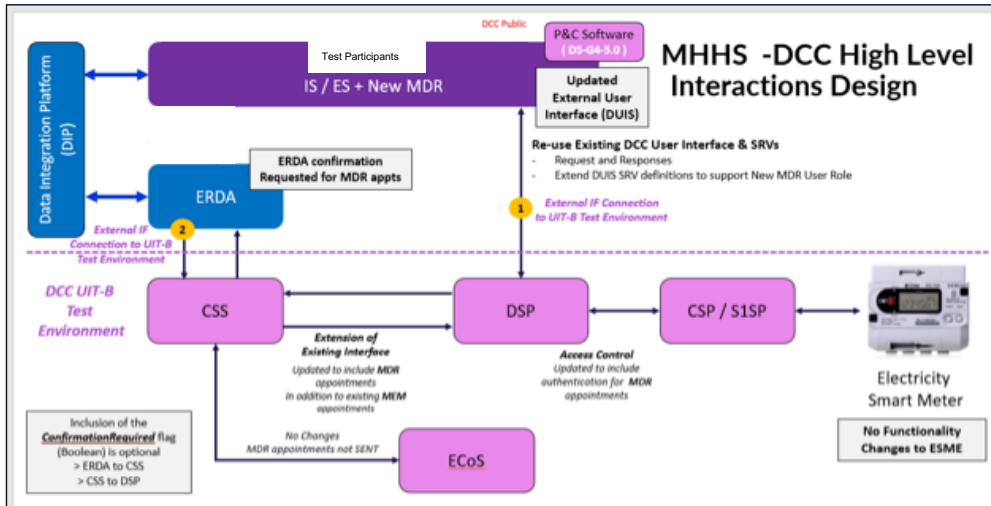 DCC Public
P&C Software
( D5-G4-5.0 )
MHHS -DCC High Level
Interactions Design
Test Participants
IS / ES + New MDR
Updated
External User
Interface (DUIS)
Data Integration Platform
(DIP)
Re-use Existing DCC User Interface & SRVs
- Request and Responses
- Extend DUIS SRV definitions to support New MDR User Role
ERDA confirmation
Requested for MDR appts
ERDA
1
External IF Connection
to UIT-B Test Environment
2
External IF
Connection to UIT-B
Test Environment
DCC UIT-B
Test
Environment
CSS
DSP
CSP / S1SP
Extension of
Existing Interface
Updated to include MDR
appointments
In addition to existing MEM
appointments
Access Control
Updated to include
authentication for MDR
appointments
Electricity
Smart Meter
No Functionality
Changes to ESME
Inclusion of the
ConfirmationRequired flag
(Boolean) is optional
> ERDA to CSS
> CSS to DSP
No Changes
MDR appointments not SENT
ECoS